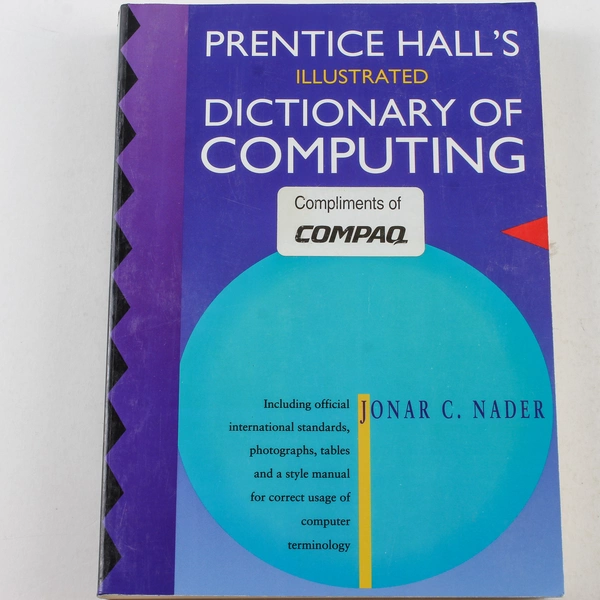 PRENTICE HALL'S
ILLUSTRATED
DICTIONARY OF
COMPUTING
Compliments of
COMPAQ
JONAR C. NADER
Including official
international standards,
photographs, tables
and a style manual
for correct usage of
computer
terminology